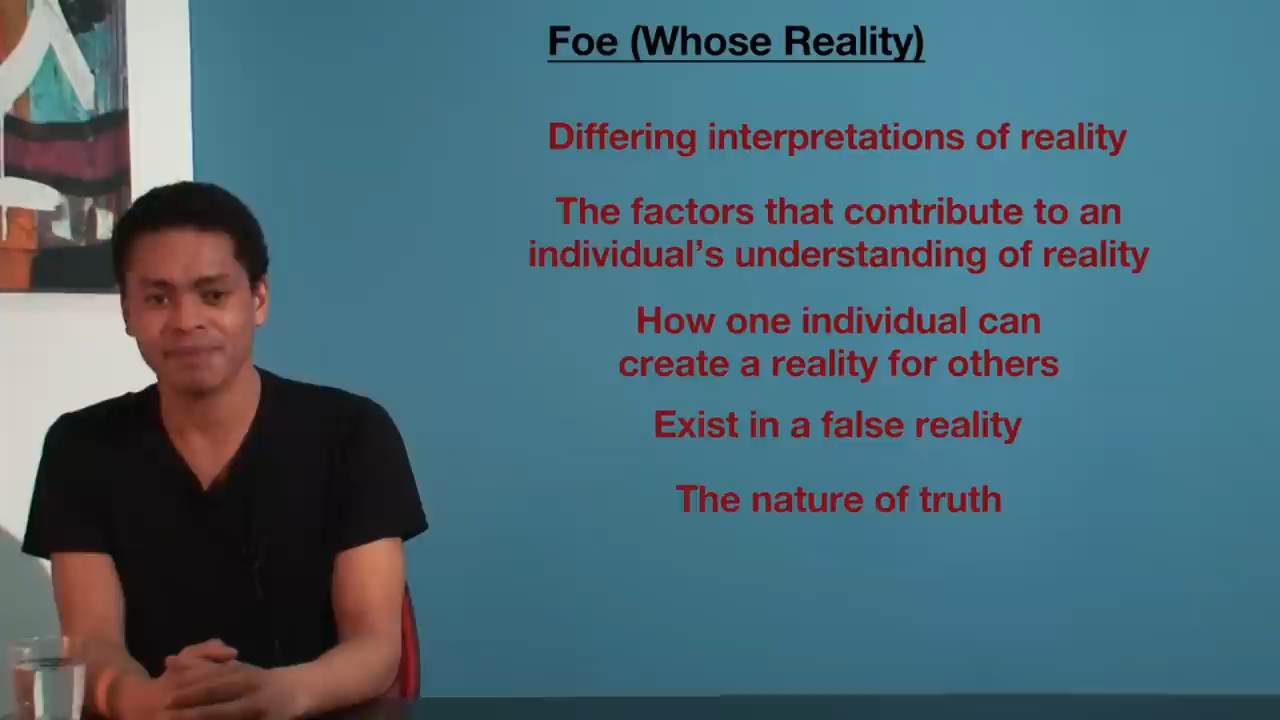 Foe (Whose Reality)
Differing interpretations of reality
The factors that contribute to an
individual's understanding of reality
How one individual can
create a reality for others
Exist in a false reality
The nature of truth